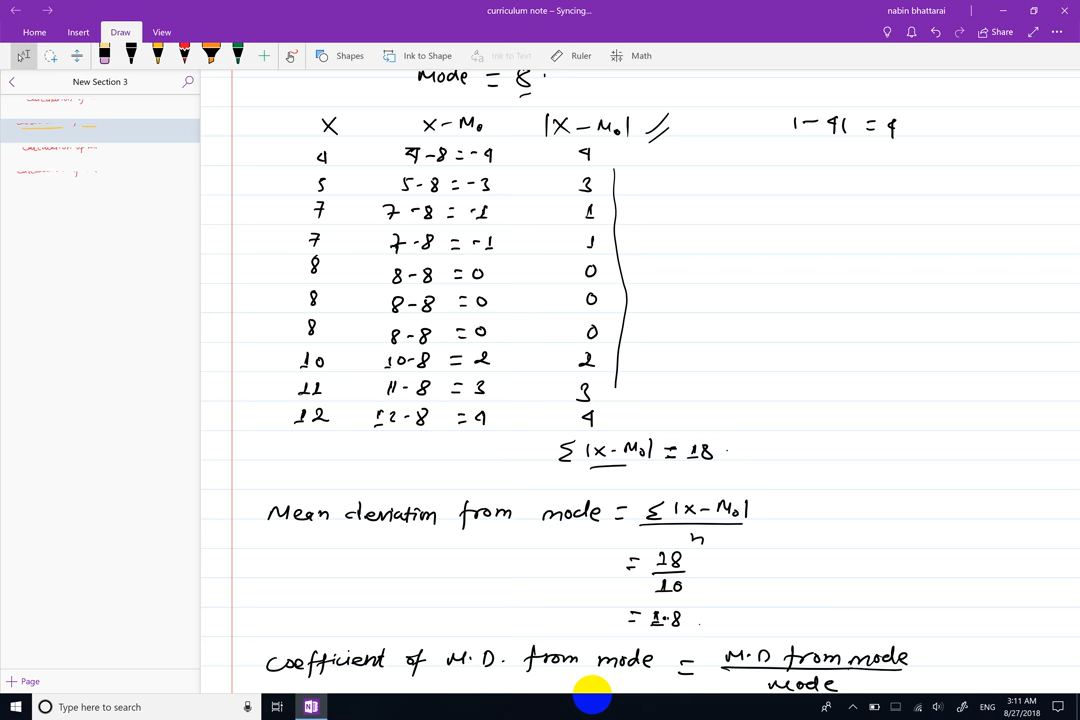 curriculum note – Syncing...
nabin bhattarai
Home Insert Draw View
Share
Shapes Ink to Shape Ink to Text Ruler Math
New Section 3
Mode = 8.
X X - M₀ |X - M₀| |-4| = 4
4 4-8 = -4 4
5 5-8 = -3 3
7 7-8 = -1 1
7 7-8 = -1 1
8 8-8 = 0 0
8 8-8 = 0 0
8 8-8 = 0 0
10 10-8 = 2 2
11 11-8 = 3 3
12 12-8 = 4 4
Σ |X - M₀| = 18
Mean deviation from mode = Σ |X - M₀|
n
= 18
10
= 1.8
Coefficient of M.D. from mode = M.D from mode
mode
+ Page
Type here to search
ENG
3:11 AM
8/27/2018